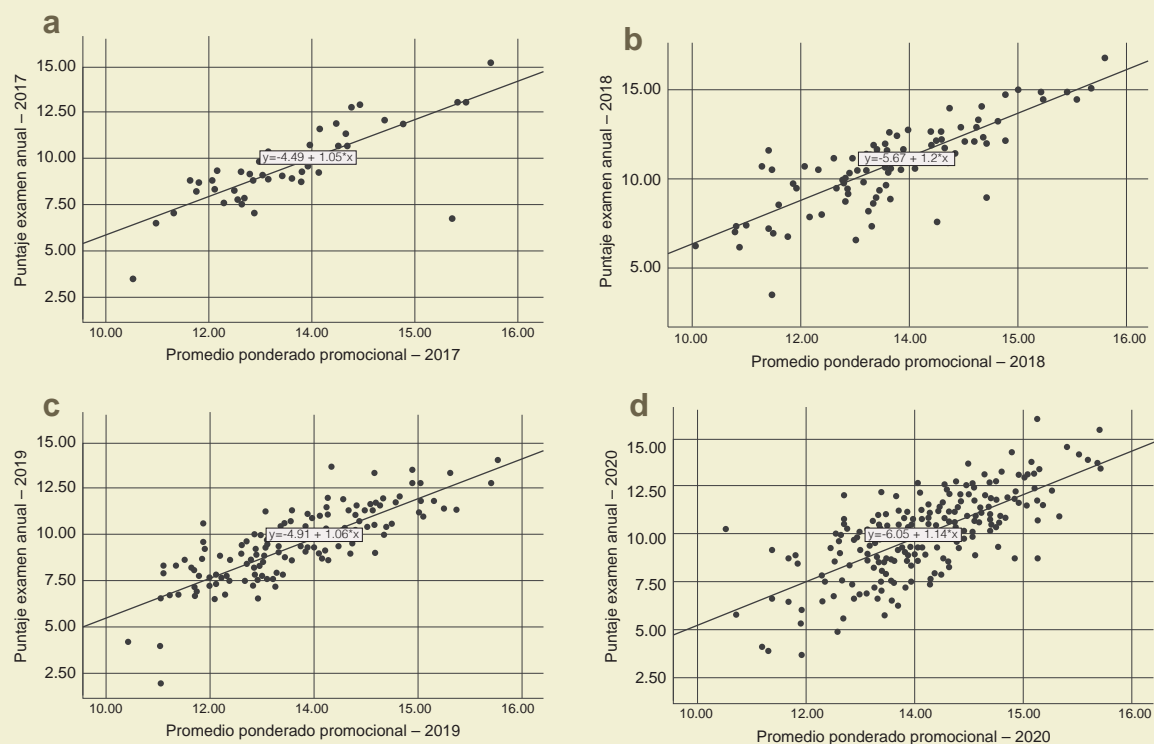 a
Puntaje examen anual – 2017
15.00
12.50
10.00
7.50
5.00
2.50
y=-4.49 + 1.05*x
10.00 12.00 14.00 15.00 16.00
Promedio ponderado promocional – 2017
b
Puntaje examen anual – 2018
15.00
10.00
5.00
y=-5.67 + 1.2*x
10.00 12.00 14.00 15.00 16.00
Promedio ponderado promocional – 2018
c
Puntaje examen anual – 2019
15.00
12.50
10.00
7.50
5.00
2.50
y=-4.91 + 1.06*x
10.00 12.00 14.00 15.00 16.00
Promedio ponderado promocional – 2019
d
Puntaje examen anual – 2020
15.00
12.50
10.00
7.50
5.00
2.50
y=-6.05 + 1.14*x
10.00 12.00 14.00 15.00 16.00
Promedio ponderado promocional – 2020